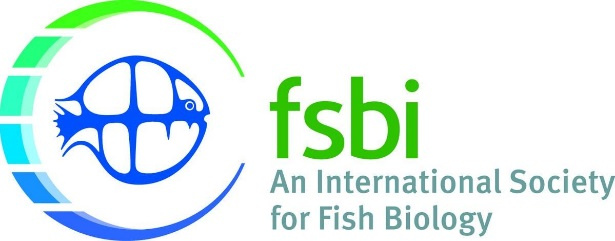 fsbi
An International Society
for Fish Biology